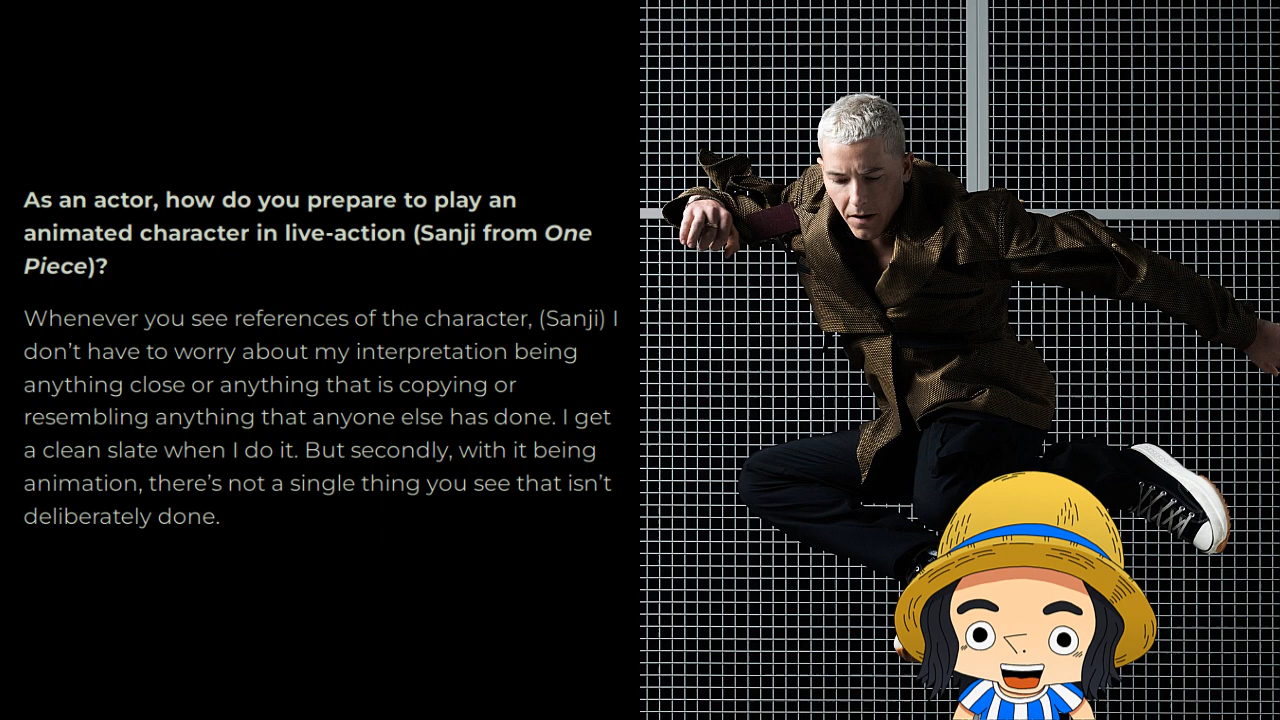 As an actor, how do you prepare to play an
animated character in live-action (Sanji from One
Piece)?
Whenever you see references of the character, (Sanji) I
don’t have to worry about my interpretation being
anything close or anything that is copying or
resembling anything that anyone else has done. I get
a clean slate when I do it. But secondly, with it being
animation, there’s not a single thing you see that isn’t
deliberately done.